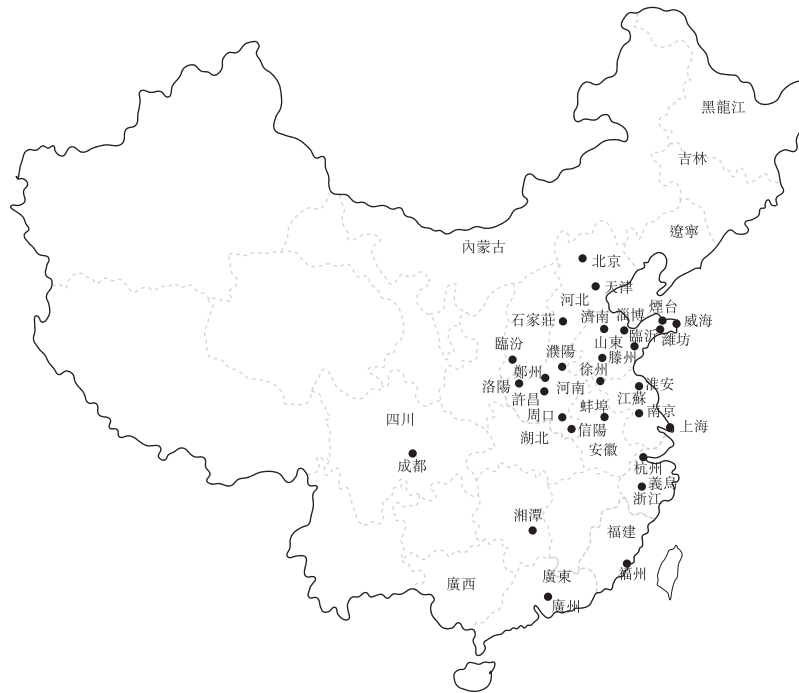 黑龍江
吉林
遼寧
內蒙古
北京
天津
河北
煙台
石家莊
濟南
淄博
威海
臨沂
濰坊
臨汾
山東
濮陽
滕州
鄭州
徐州
洛陽
河南
淮安
許昌
江蘇
蚌埠
南京
周口
四川
上海
信陽
湖北
安徽
成都
杭州
義烏
浙江
湘潭
福建
福州
廣東
廣西
廣州